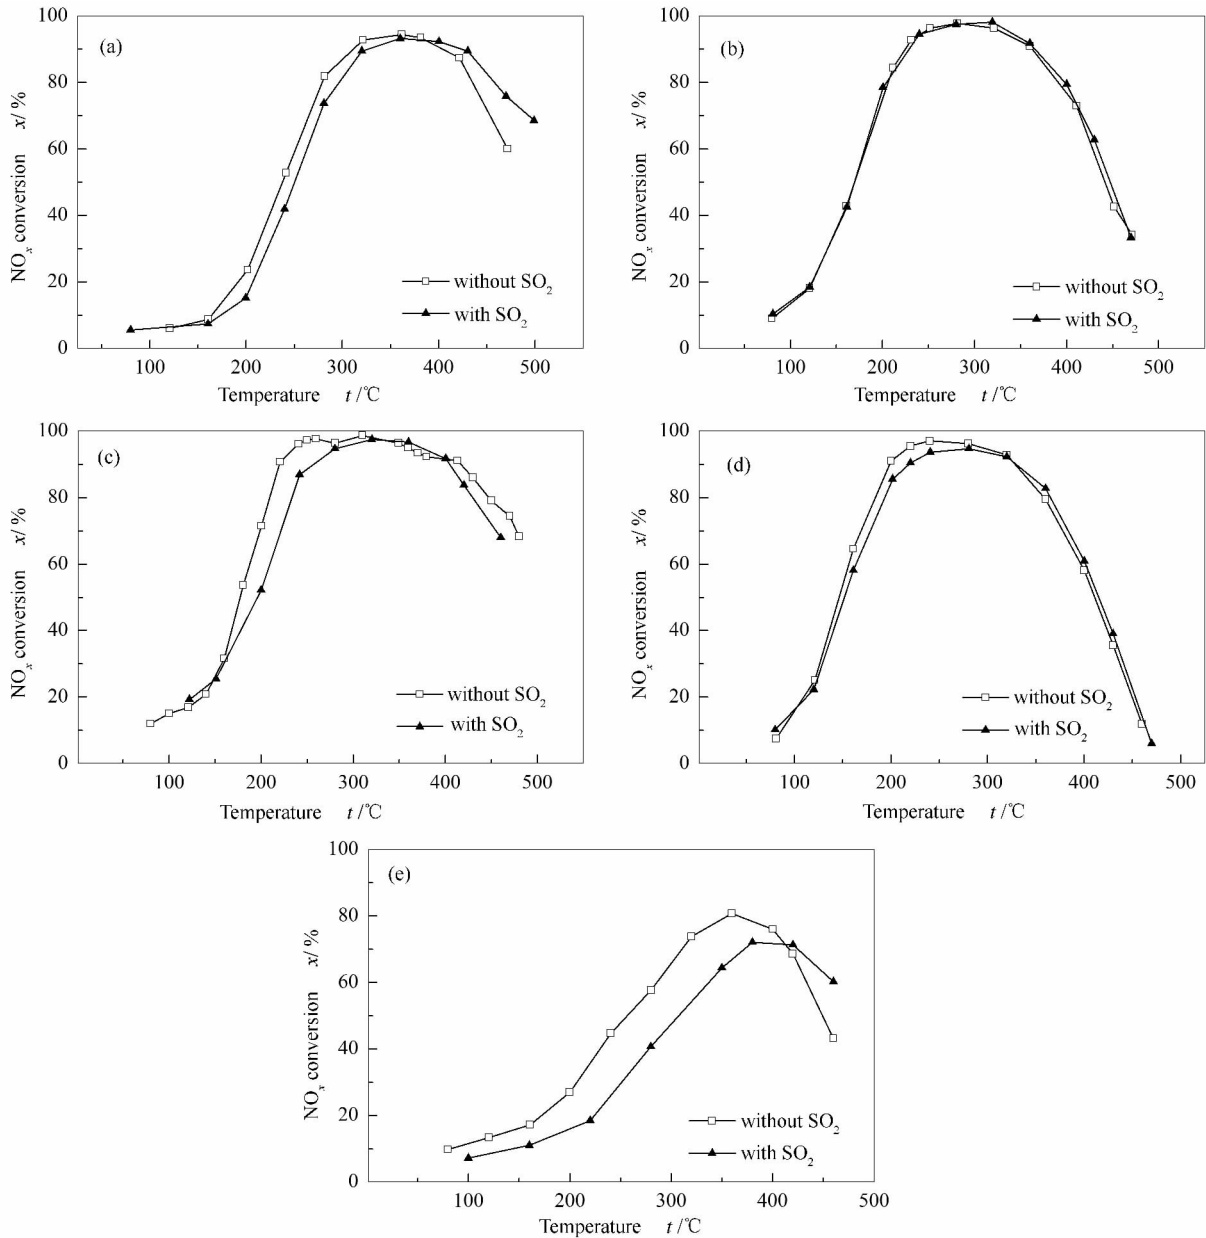 (a)
100
80
60
40
20
0
NOx conversion x/ %
without SO2
with SO2
100 200 300 400 500
Temperature t /℃
(b)
100
80
60
40
20
0
NOx conversion x/ %
without SO2
with SO2
100 200 300 400 500
Temperature t /℃
(c)
100
80
60
40
20
0
NOx conversion x/ %
without SO2
with SO2
100 200 300 400 500
Temperature t /℃
(d)
100
80
60
40
20
0
NOx conversion x/ %
without SO2
with SO2
100 200 300 400 500
Temperature t /℃
(e)
100
80
60
40
20
0
NOx conversion x/ %
without SO2
with SO2
100 200 300 400 500
Temperature t /℃